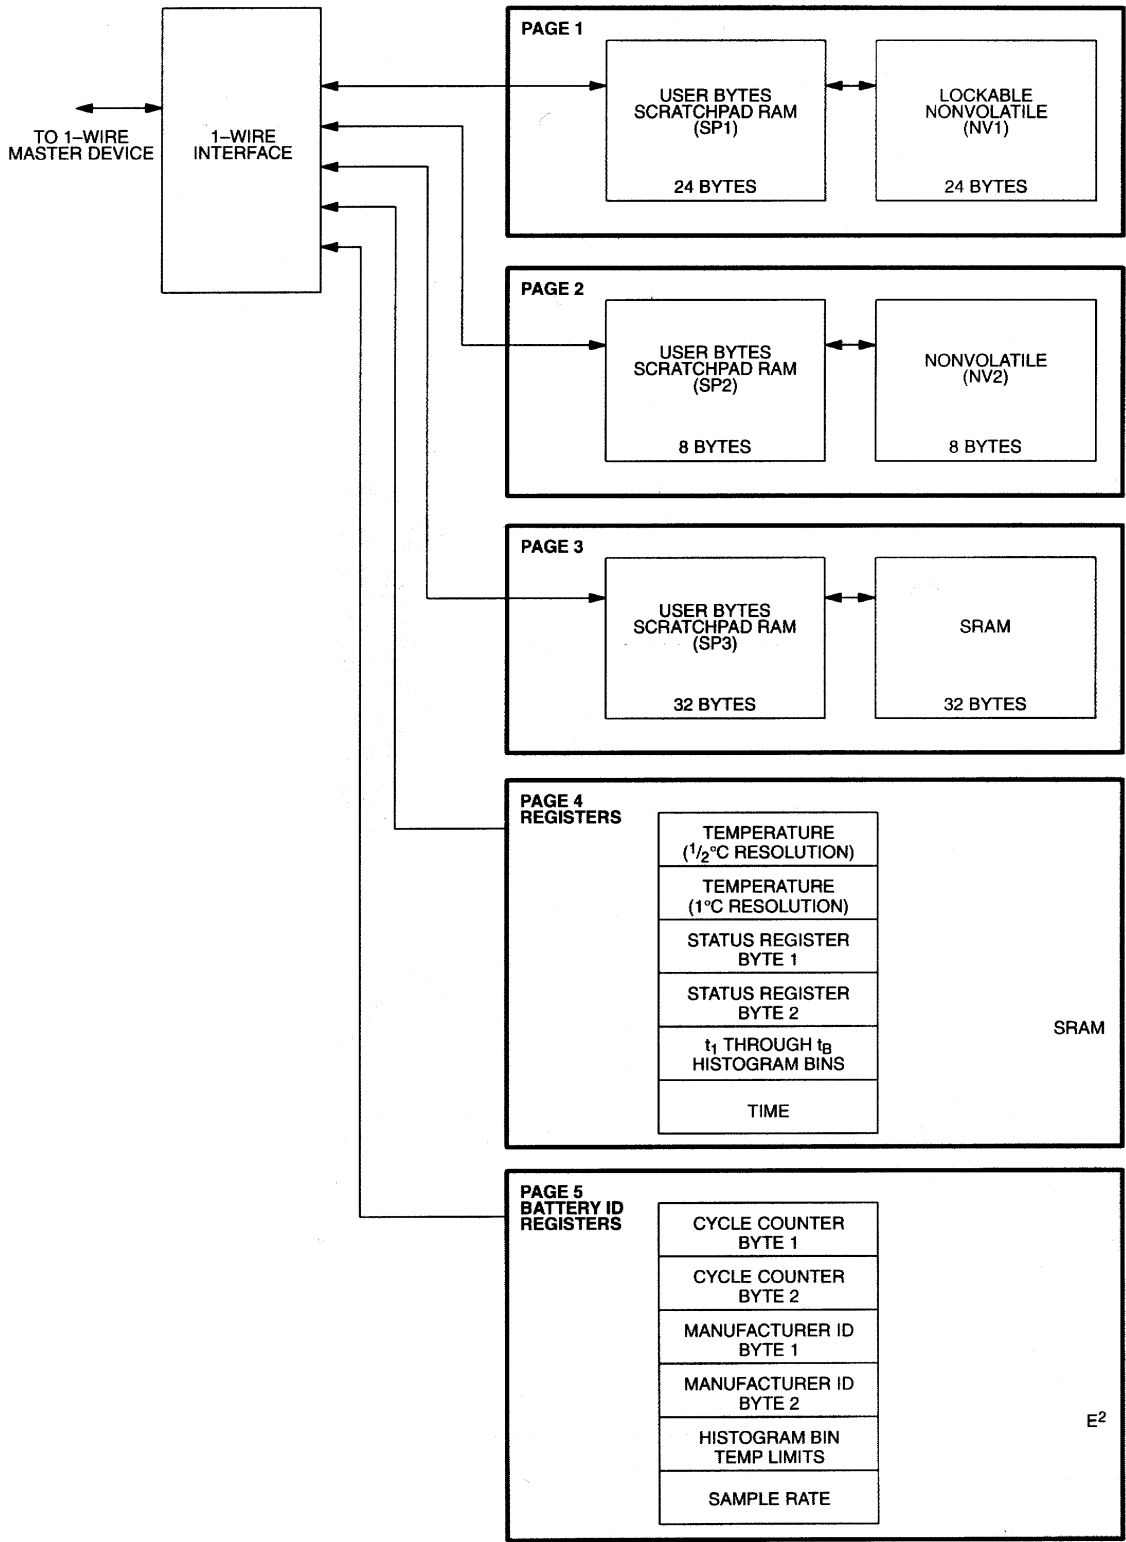 TO 1–WIRE
MASTER DEVICE
1–WIRE
INTERFACE
PAGE 1
USER BYTES
SCRATCHPAD RAM
(SP1)
24 BYTES
LOCKABLE
NONVOLATILE
(NV1)
24 BYTES
PAGE 2
USER BYTES
SCRATCHPAD RAM
(SP2)
8 BYTES
NONVOLATILE
(NV2)
8 BYTES
PAGE 3
USER BYTES
SCRATCHPAD RAM
(SP3)
32 BYTES
SRAM
32 BYTES
PAGE 4
REGISTERS
TEMPERATURE
(1/2°C RESOLUTION)
TEMPERATURE
(1°C RESOLUTION)
STATUS REGISTER
BYTE 1
STATUS REGISTER
BYTE 2
t1 THROUGH tB
HISTOGRAM BINS
TIME
SRAM
PAGE 5
BATTERY ID
REGISTERS
CYCLE COUNTER
BYTE 1
CYCLE COUNTER
BYTE 2
MANUFACTURER ID
BYTE 1
MANUFACTURER ID
BYTE 2
HISTOGRAM BIN
TEMP LIMITS
SAMPLE RATE
E²